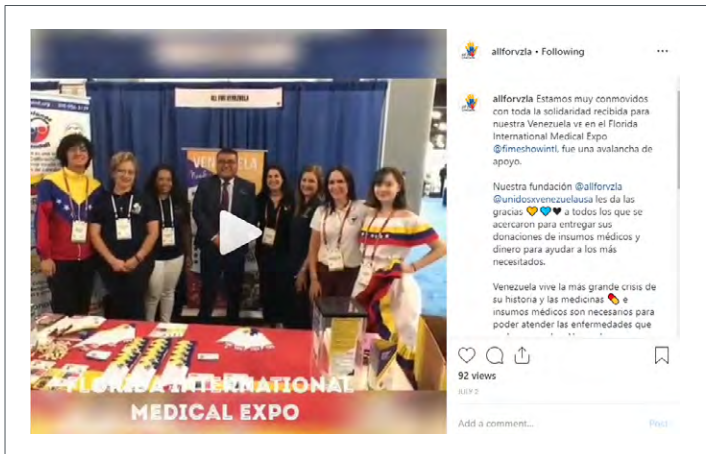 ALL FOR VENEZUELA
VENEZUELA
FLORIDA INTERNATIONAL
MEDICAL EXPO
allforvzla • Following
allforvzla Estamos muy conmovidos
con toda la solidaridad recibida para
nuestra Venezuela VE en el Florida
International Medical Expo
@fimeshowintl, fue una avalancha de
apoyo.
Nuestra fundación @allforvzla
@unidosxvenezuelausa les da las
gracias 💛💙🖤 a todos los que se
acercaron para entregar sus
donaciones de insumos médicos y
dinero para ayudar a los más
necesitados.
Venezuela vive la más grande crisis de
su historia y las medicinas 💊 e
insumos médicos son necesarios para
poder atender las enfermedades que
92 views
JULY 2
Add a comment...
Post